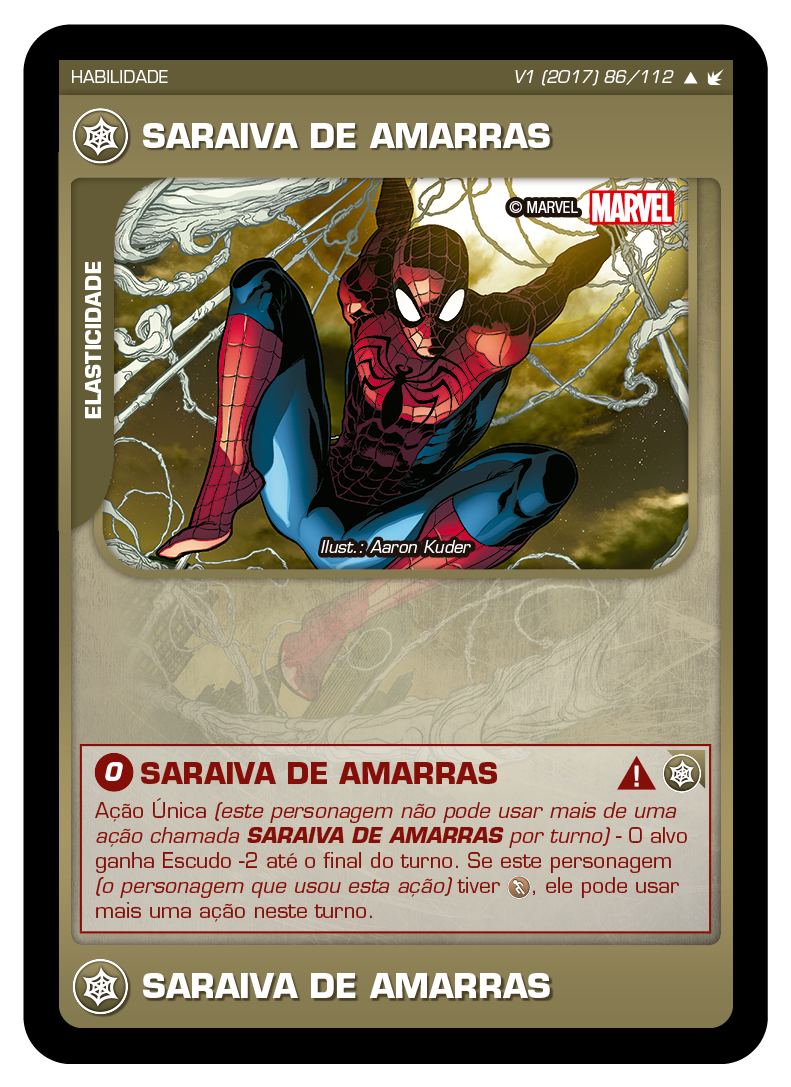 HABILIDADE
V1 (2017) 86/112
SARAIVA DE AMARRAS
© MARVEL MARVEL
ELASTICIDADE
Ilust.: Aaron Kuder
0 SARAIVA DE AMARRAS !
Ação Única (este personagem não pode usar mais de uma
ação chamada SARAIVA DE AMARRAS por turno) - O alvo
ganha Escudo -2 até o final do turno. Se este personagem
(o personagem que usou esta ação) tiver , ele pode usar
mais uma ação neste turno.
SARAIVA DE AMARRAS